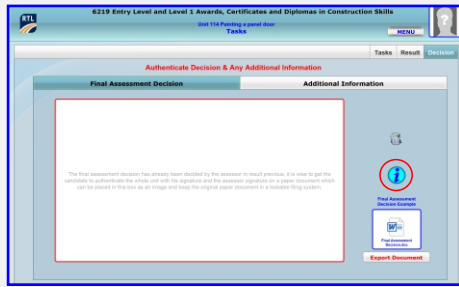 6219 Entry Level and Level 1 Awards, Certificates and Diplomas in Construction Skills
RTL
Unit 114 Painting a panel door
Tasks
MENU
?
Tasks Result Decision
Authenticate Decision & Any Additional Information
Final Assessment Decision
Additional Information
The final assessment decision has already been decided by the assessor in result previous, it is wise to get the
candidate to authenticate the whole unit with his signature and the assessor signature on a paper document which
can be placed in this box as an image and keep the original paper document in a lockable filing system.
i
Final Assessment
Decision Example
W
Final Assessment
Decision.doc
Export Document